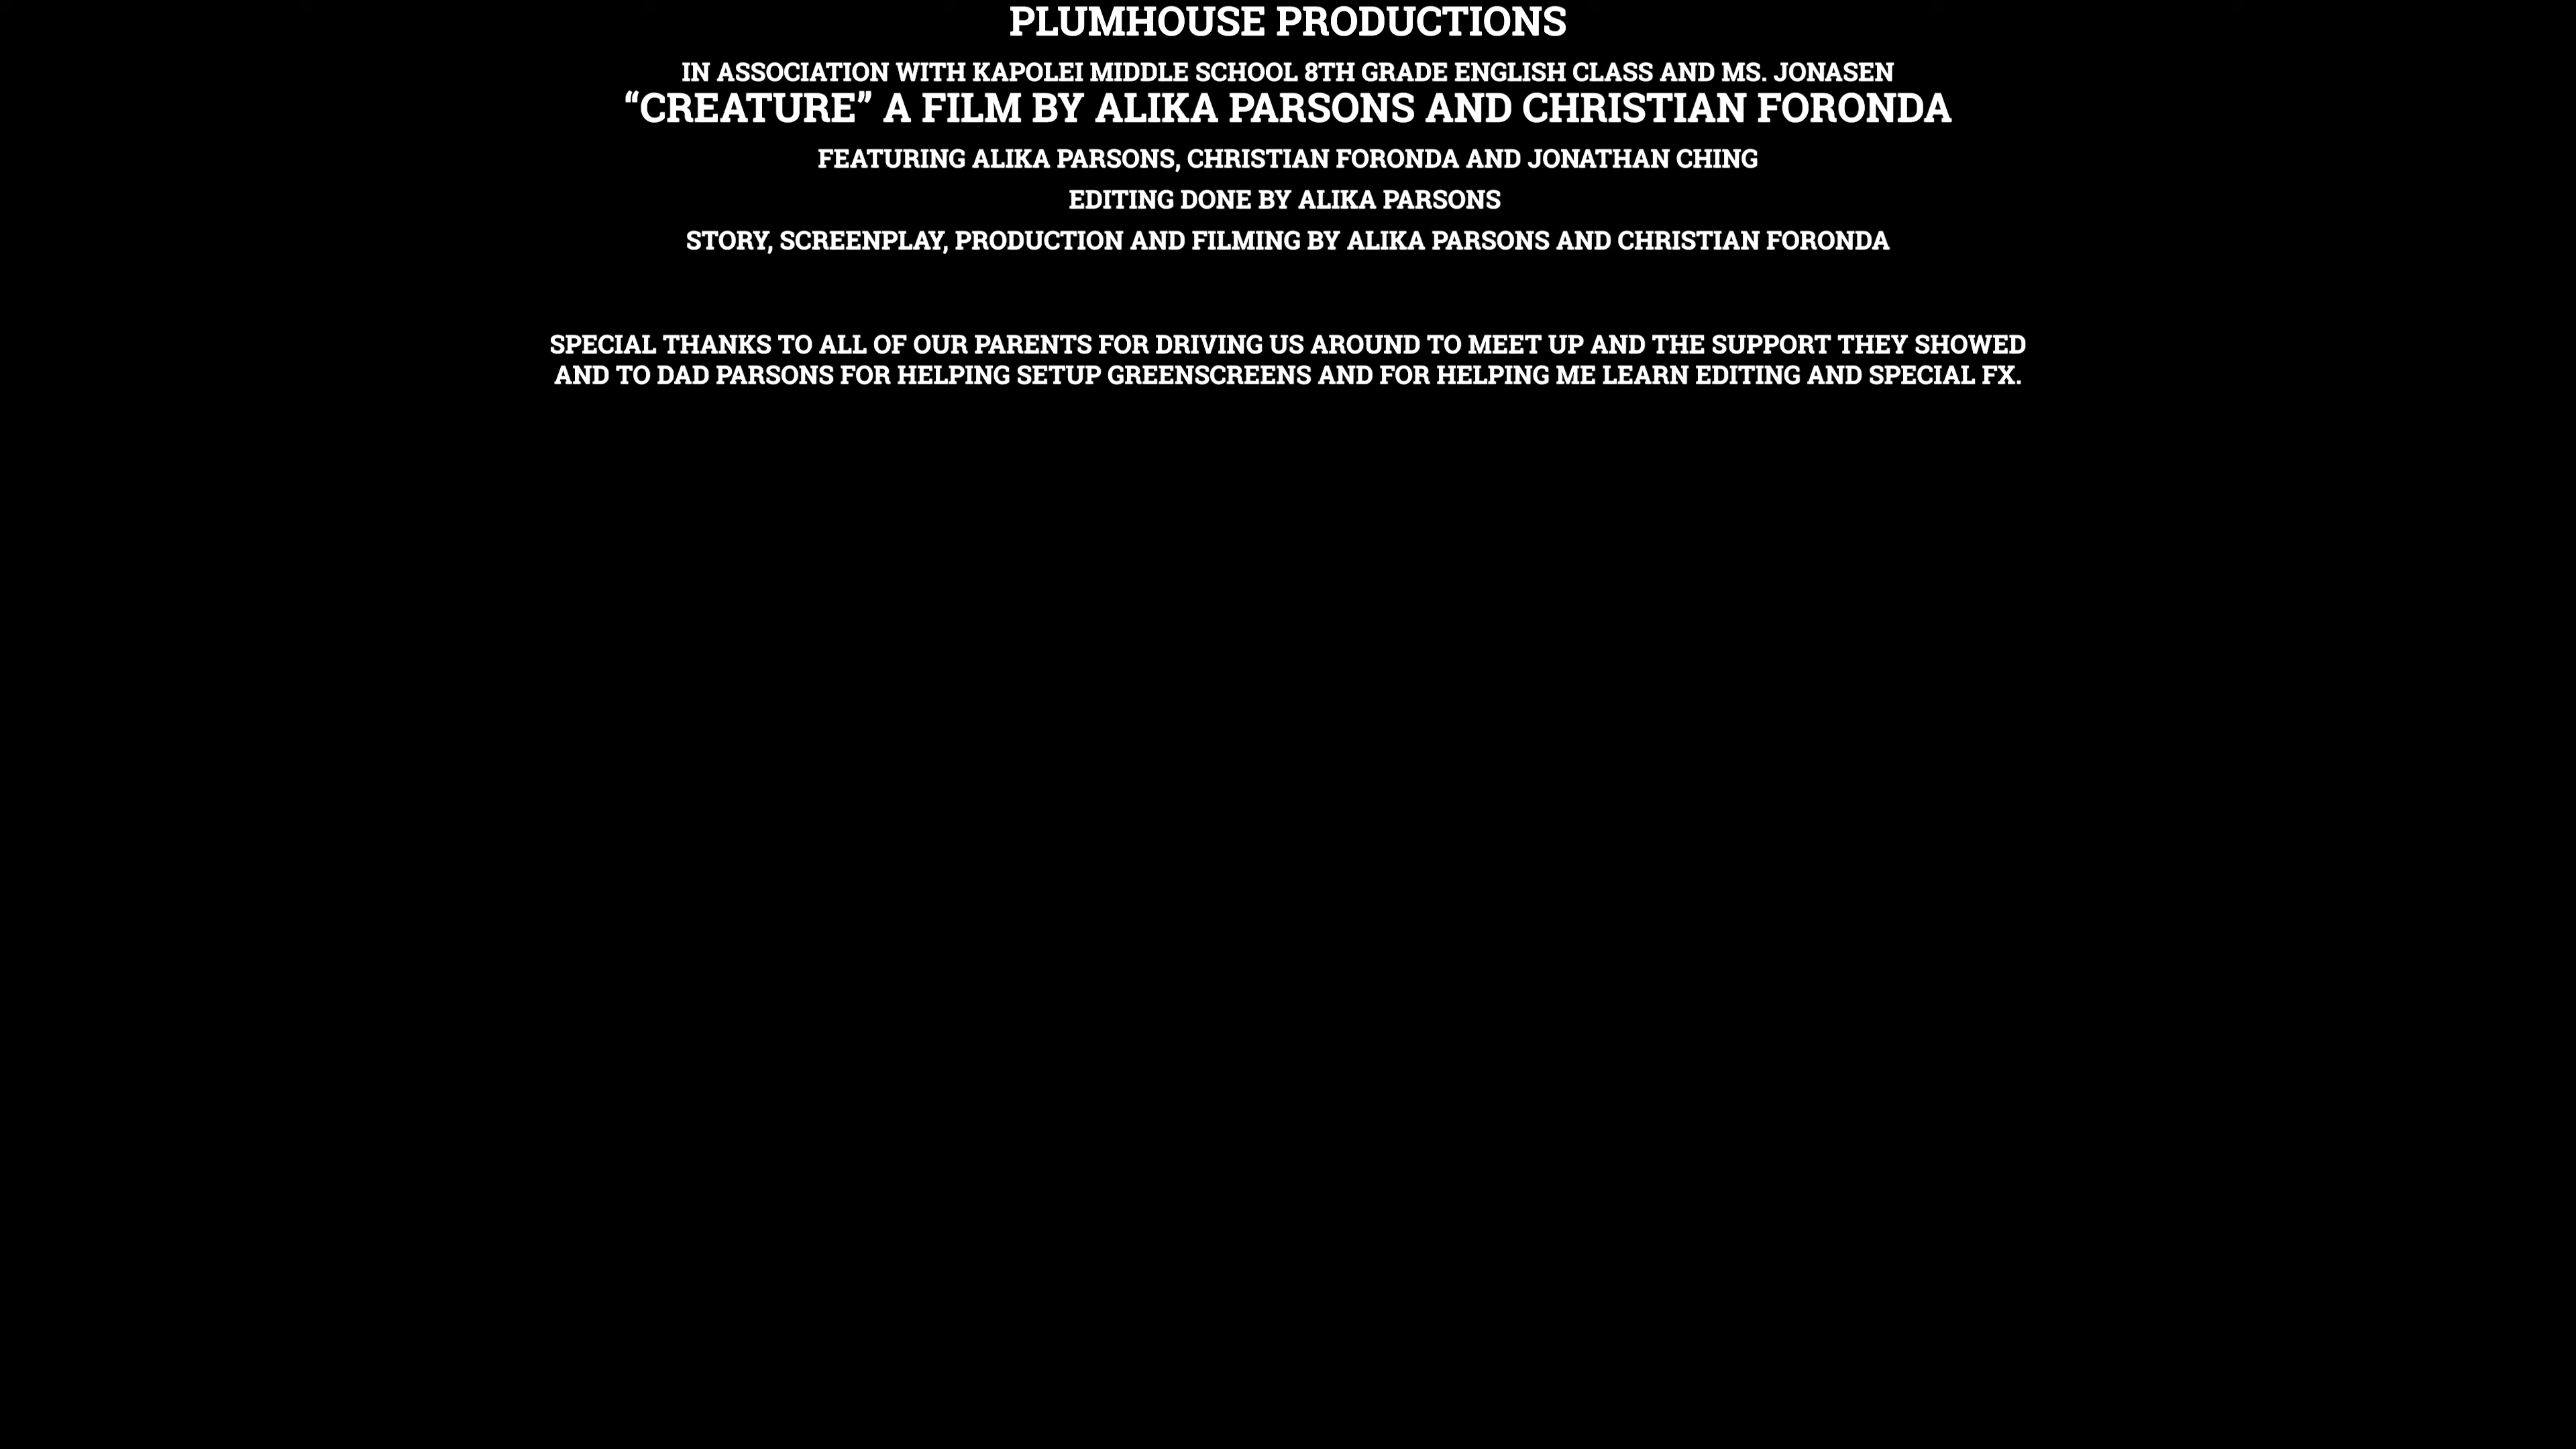 PLUMHOUSE PRODUCTIONS
IN ASSOCIATION WITH KAPOLEI MIDDLE SCHOOL 8TH GRADE ENGLISH CLASS AND MS. JONASEN
“CREATURE” A FILM BY ALIKA PARSONS AND CHRISTIAN FORONDA
FEATURING ALIKA PARSONS, CHRISTIAN FORONDA AND JONATHAN CHING
EDITING DONE BY ALIKA PARSONS
STORY, SCREENPLAY, PRODUCTION AND FILMING BY ALIKA PARSONS AND CHRISTIAN FORONDA
SPECIAL THANKS TO ALL OF OUR PARENTS FOR DRIVING US AROUND TO MEET UP AND THE SUPPORT THEY SHOWED
AND TO DAD PARSONS FOR HELPING SETUP GREENSCREENS AND FOR HELPING ME LEARN EDITING AND SPECIAL FX.